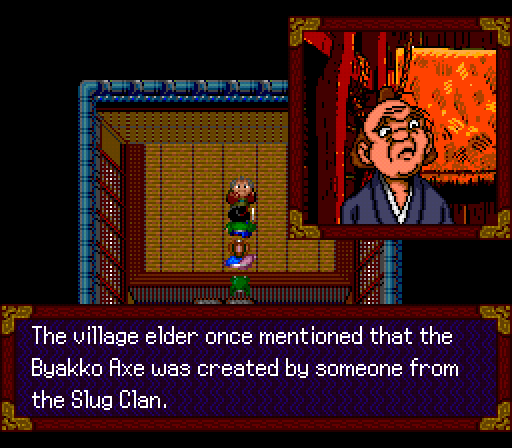 The village elder once mentioned that the
Byakko Axe was created by someone from
the Slug Clan.